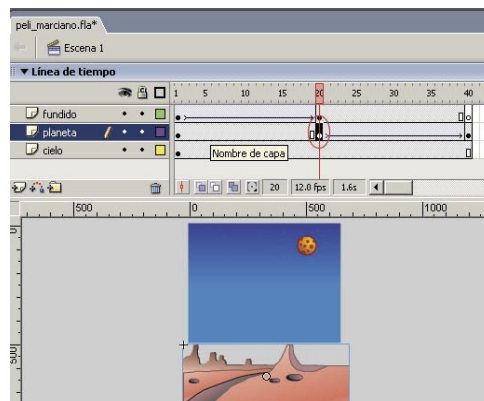 peli_marciano.fla*
Escena 1
Línea de tiempo
1 5 10 15 20 25 30 35 40
fundido
planeta
cielo
Nombre de capa
20 12.0 fps 1.6s
500 0 500 1000
0
500